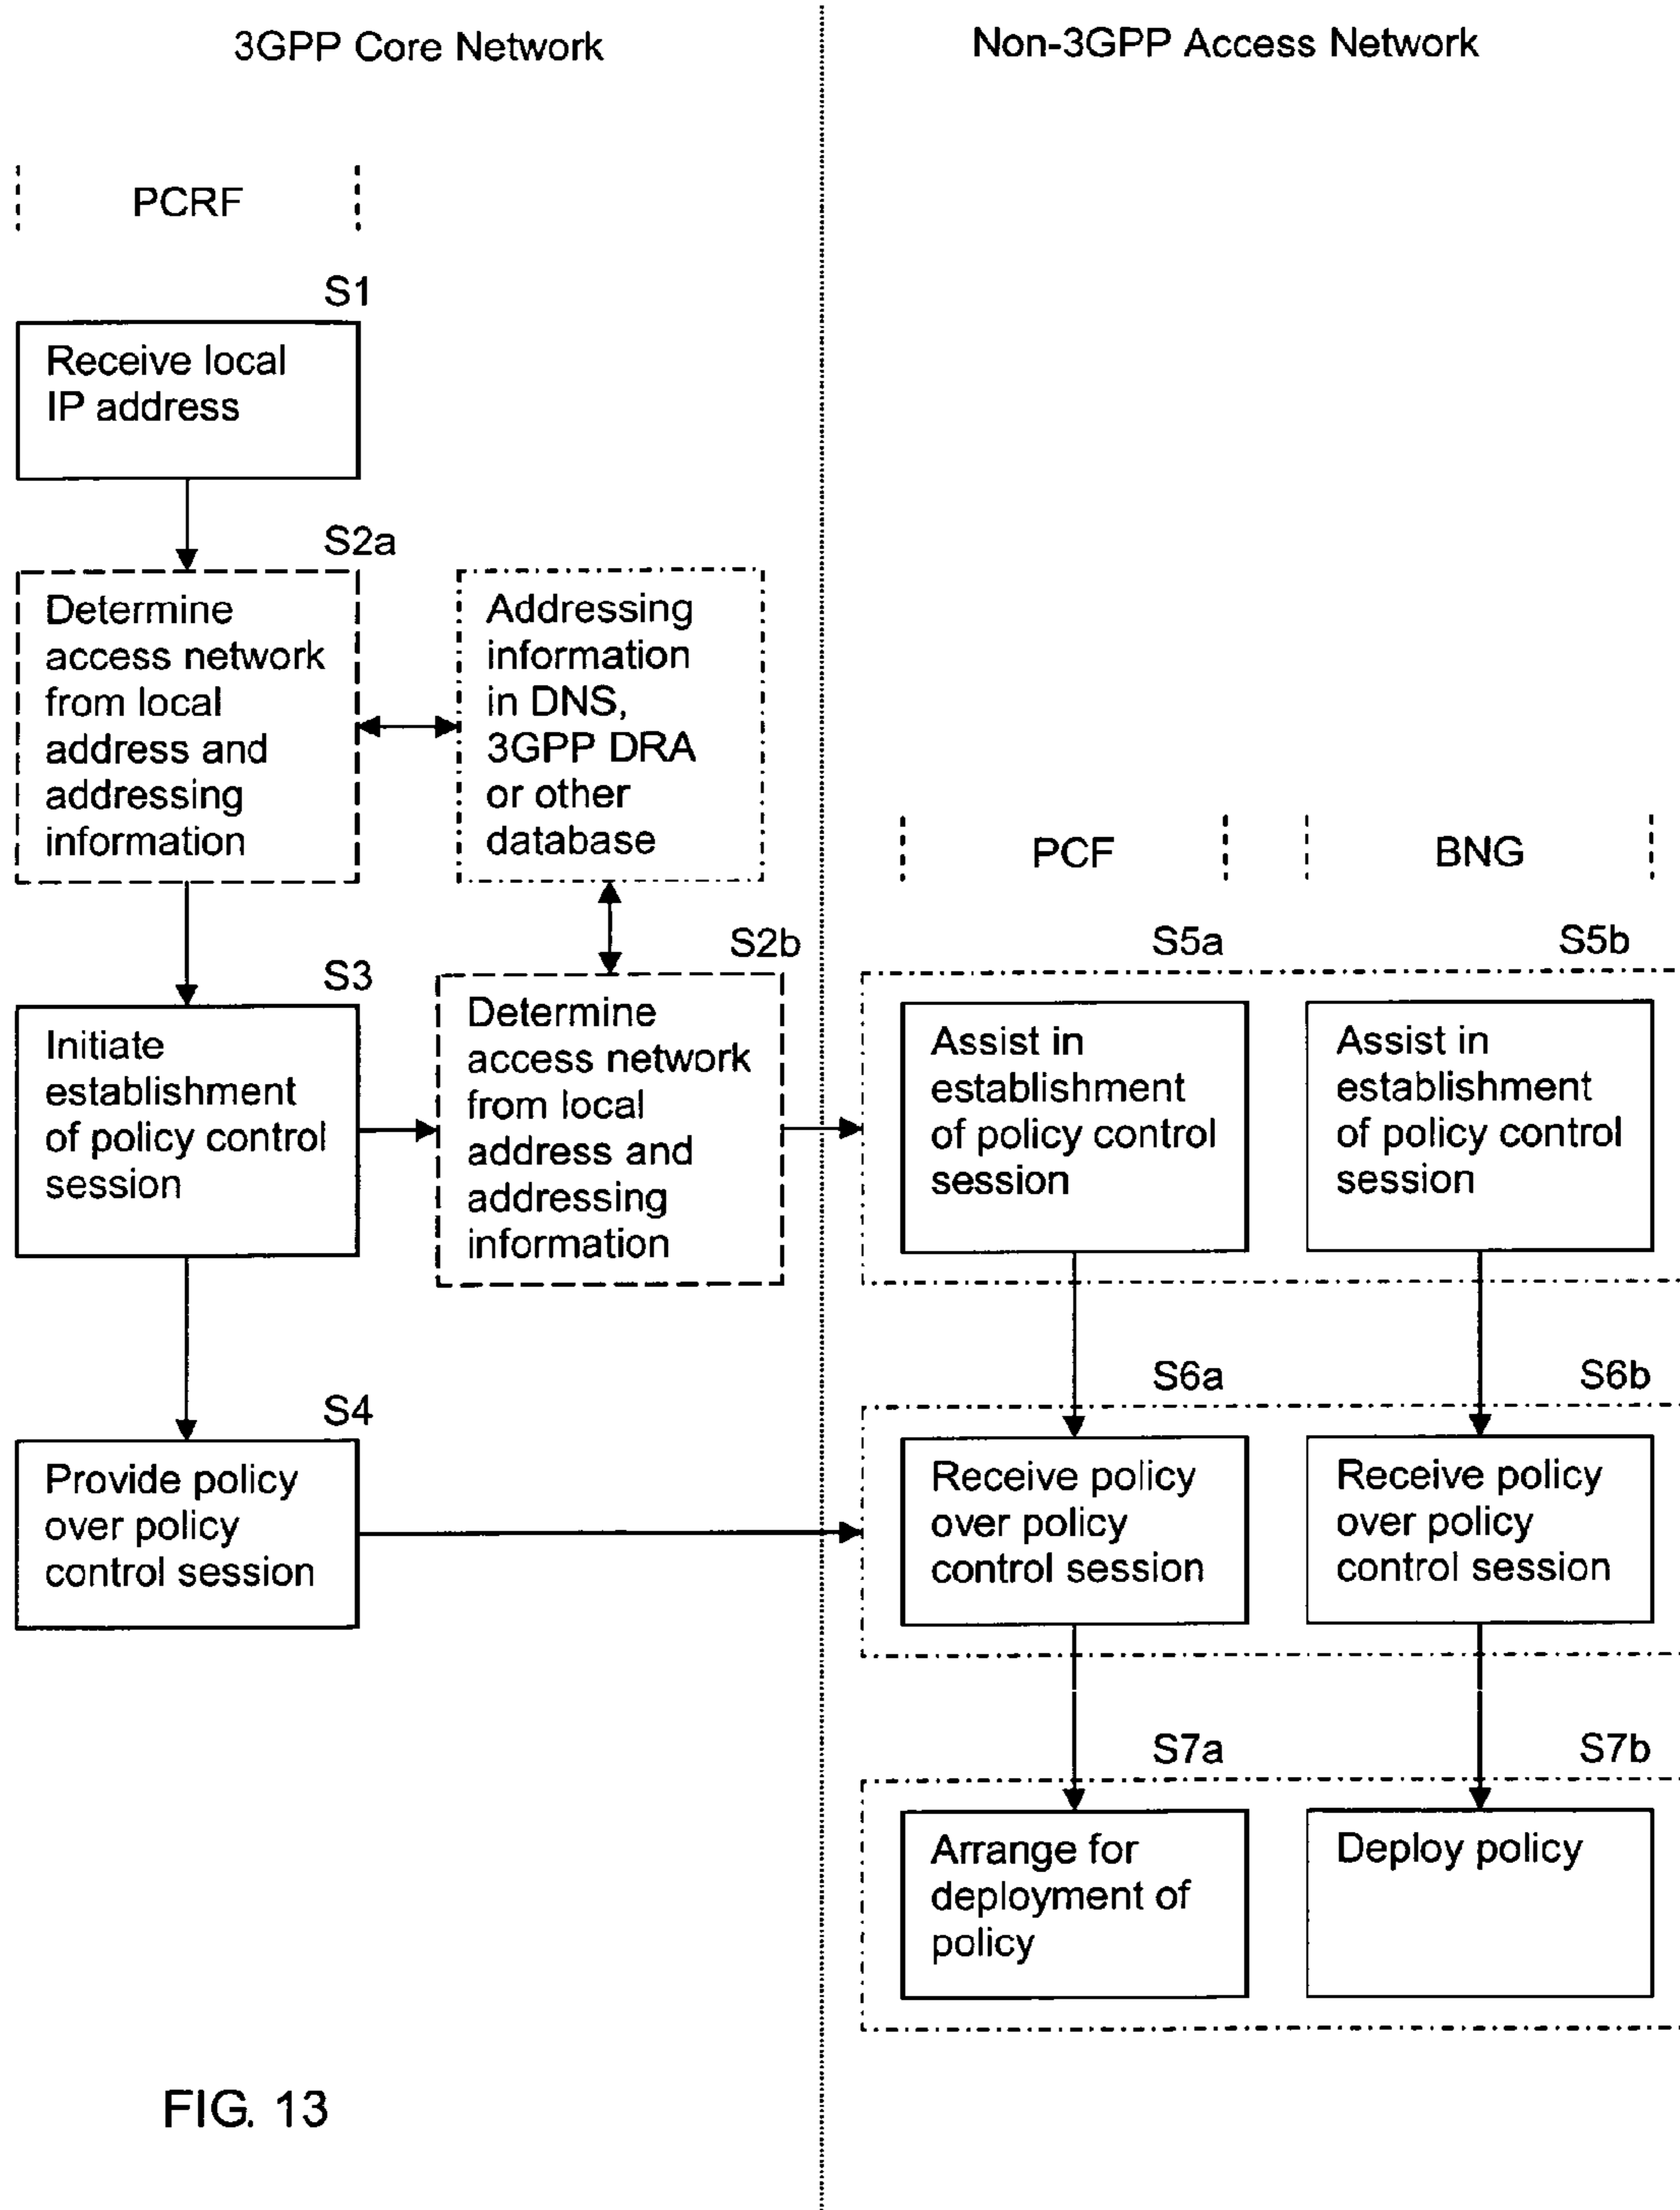 3GPP Core Network
Non-3GPP Access Network
PCRF
S1
Receive local
IP address
S2a
Determine
access network
from local
address and
addressing
information
Addressing
information
in DNS,
3GPP DRA
or other
database
S2b
Determine
access network
from local
address and
addressing
information
S3
Initiate
establishment
of policy control
session
S4
Provide policy
over policy
control session
PCF
BNG
S5a
Assist in
establishment
of policy control
session
S5b
Assist in
establishment
of policy control
session
S6a
Receive policy
over policy
control session
S6b
Receive policy
over policy
control session
S7a
Arrange for
deployment of
policy
S7b
Deploy policy
FIG. 13